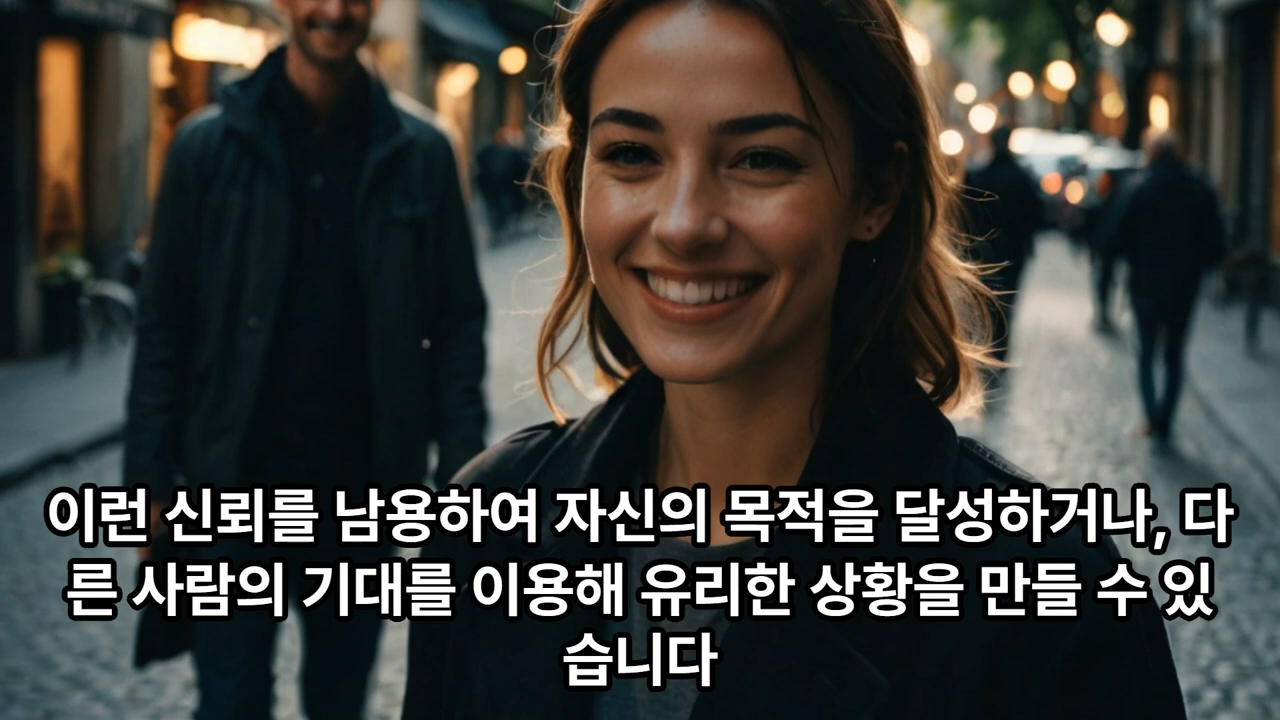 이런 신뢰를 남용하여 자신의 목적을 달성하거나, 다
른 사람의 기대를 이용해 유리한 상황을 만들 수 있
습니다